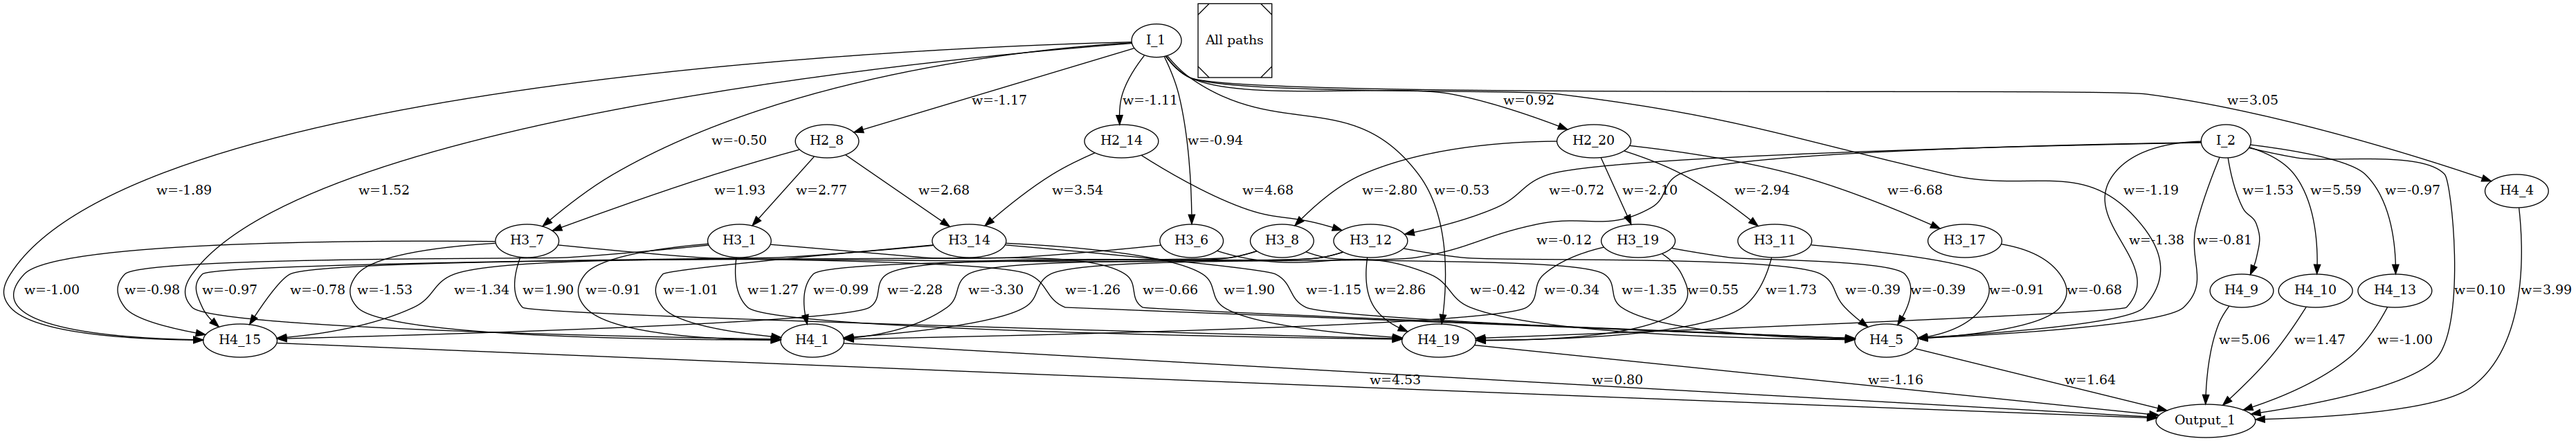 I_1
All paths
w=-1.17
w=-1.11
w=0.92
w=3.05
w=-0.50
H2_8
H2_14
w=-0.94
H2_20
I_2
w=-1.89
w=1.52
w=1.93
w=2.77
w=2.68
w=3.54
w=4.68
w=-2.80
w=-0.53
w=-0.72
w=-2.10
w=-2.94
w=-6.68
w=-1.19
w=1.53
w=5.59
w=-0.97
H4_4
H3_7
H3_1
H3_14
H3_6
H3_8
H3_12
w=-0.12
H3_19
H3_11
H3_17
w=-1.38
w=-0.81
w=-1.00
w=-0.98
w=-0.97
w=-0.78
w=-1.53
w=-1.34
w=1.90
w=-0.91
w=-1.01
w=1.27
w=-0.99
w=-2.28
w=-3.30
w=-1.26
w=-0.66
w=1.90
w=-1.15
w=2.86
w=-0.42
w=-0.34
w=-1.35
w=0.55
w=1.73
w=-0.39
w=-0.39
w=-0.91
w=-0.68
H4_9
H4_10
H4_13
w=0.10
w=3.99
H4_15
H4_1
H4_19
H4_5
w=5.06
w=1.47
w=-1.00
w=4.53
w=0.80
w=-1.16
w=1.64
Output_1